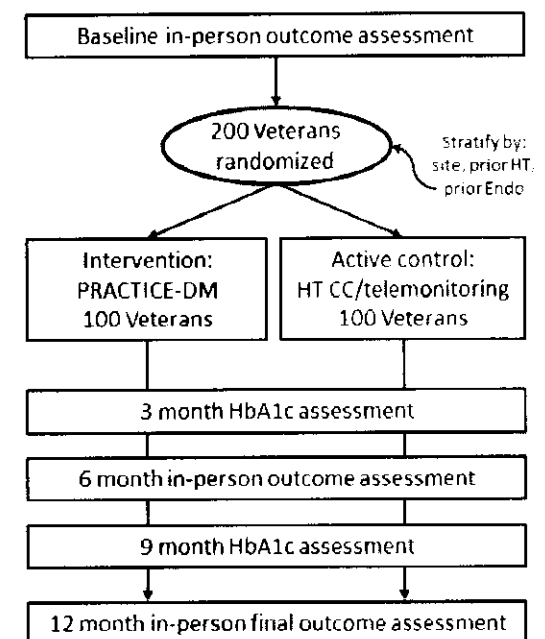 Baseline in-person outcome assessment
200 Veterans
randomized
Stratify by:
site, prior HT,
prior Endo
Intervention:
PRACTICE-DM
100 Veterans
Active control:
HT CC/telemonitoring
100 Veterans
3 month HbA1c assessment
6 month in-person outcome assessment
9 month HbA1c assessment
12 month in-person final outcome assessment